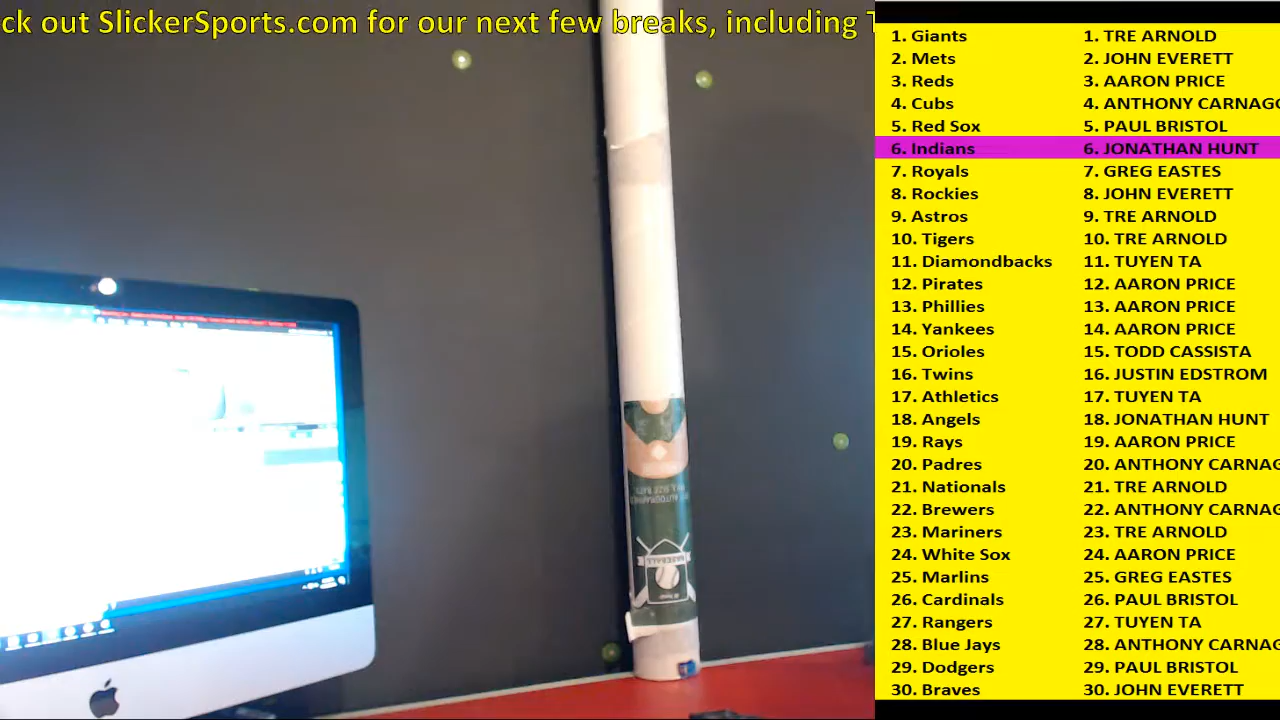 ck out SlickerSports.com for our next few breaks, including
1. Giants 1. TRE ARNOLD
2. Mets 2. JOHN EVERETT
3. Reds 3. AARON PRICE
4. Cubs 4. ANTHONY CARNAGO
5. Red Sox 5. PAUL BRISTOL
6. Indians 6. JONATHAN HUNT
7. Royals 7. GREG EASTES
8. Rockies 8. JOHN EVERETT
9. Astros 9. TRE ARNOLD
10. Tigers 10. TRE ARNOLD
11. Diamondbacks 11. TUYEN TA
12. Pirates 12. AARON PRICE
13. Phillies 13. AARON PRICE
14. Yankees 14. AARON PRICE
15. Orioles 15. TODD CASSISTA
16. Twins 16. JUSTIN EDSTROM
17. Athletics 17. TUYEN TA
18. Angels 18. JONATHAN HUNT
19. Rays 19. AARON PRICE
20. Padres 20. ANTHONY CARNAG
21. Nationals 21. TRE ARNOLD
22. Brewers 22. ANTHONY CARNAG
23. Mariners 23. TRE ARNOLD
24. White Sox 24. AARON PRICE
25. Marlins 25. GREG EASTES
26. Cardinals 26. PAUL BRISTOL
27. Rangers 27. TUYEN TA
28. Blue Jays 28. ANTHONY CARNAG
29. Dodgers 29. PAUL BRISTOL
30. Braves 30. JOHN EVERETT
BASEBALL